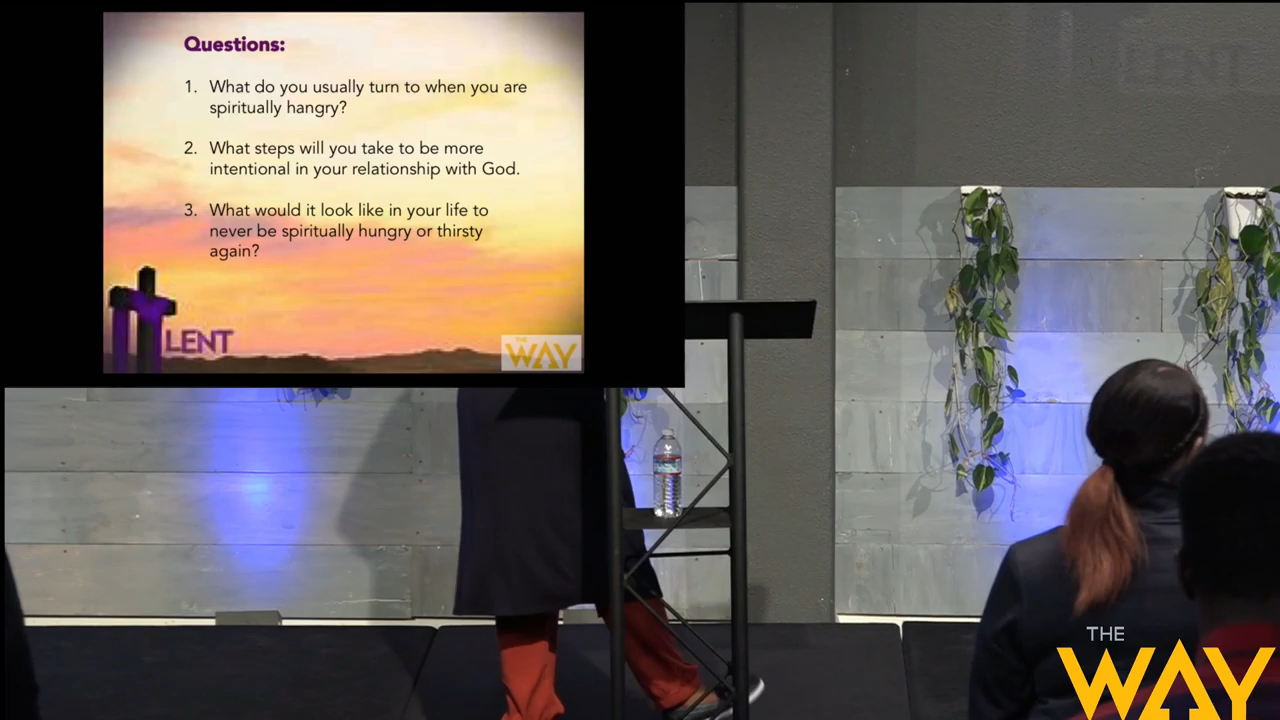 Questions:
1. What do you usually turn to when you are
spiritually hangry?
2. What steps will you take to be more
intentional in your relationship with God.
3. What would it look like in your life to
never be spiritually hungry or thirsty
again?
LENT
THE
WAY
LENT
THE
WAY